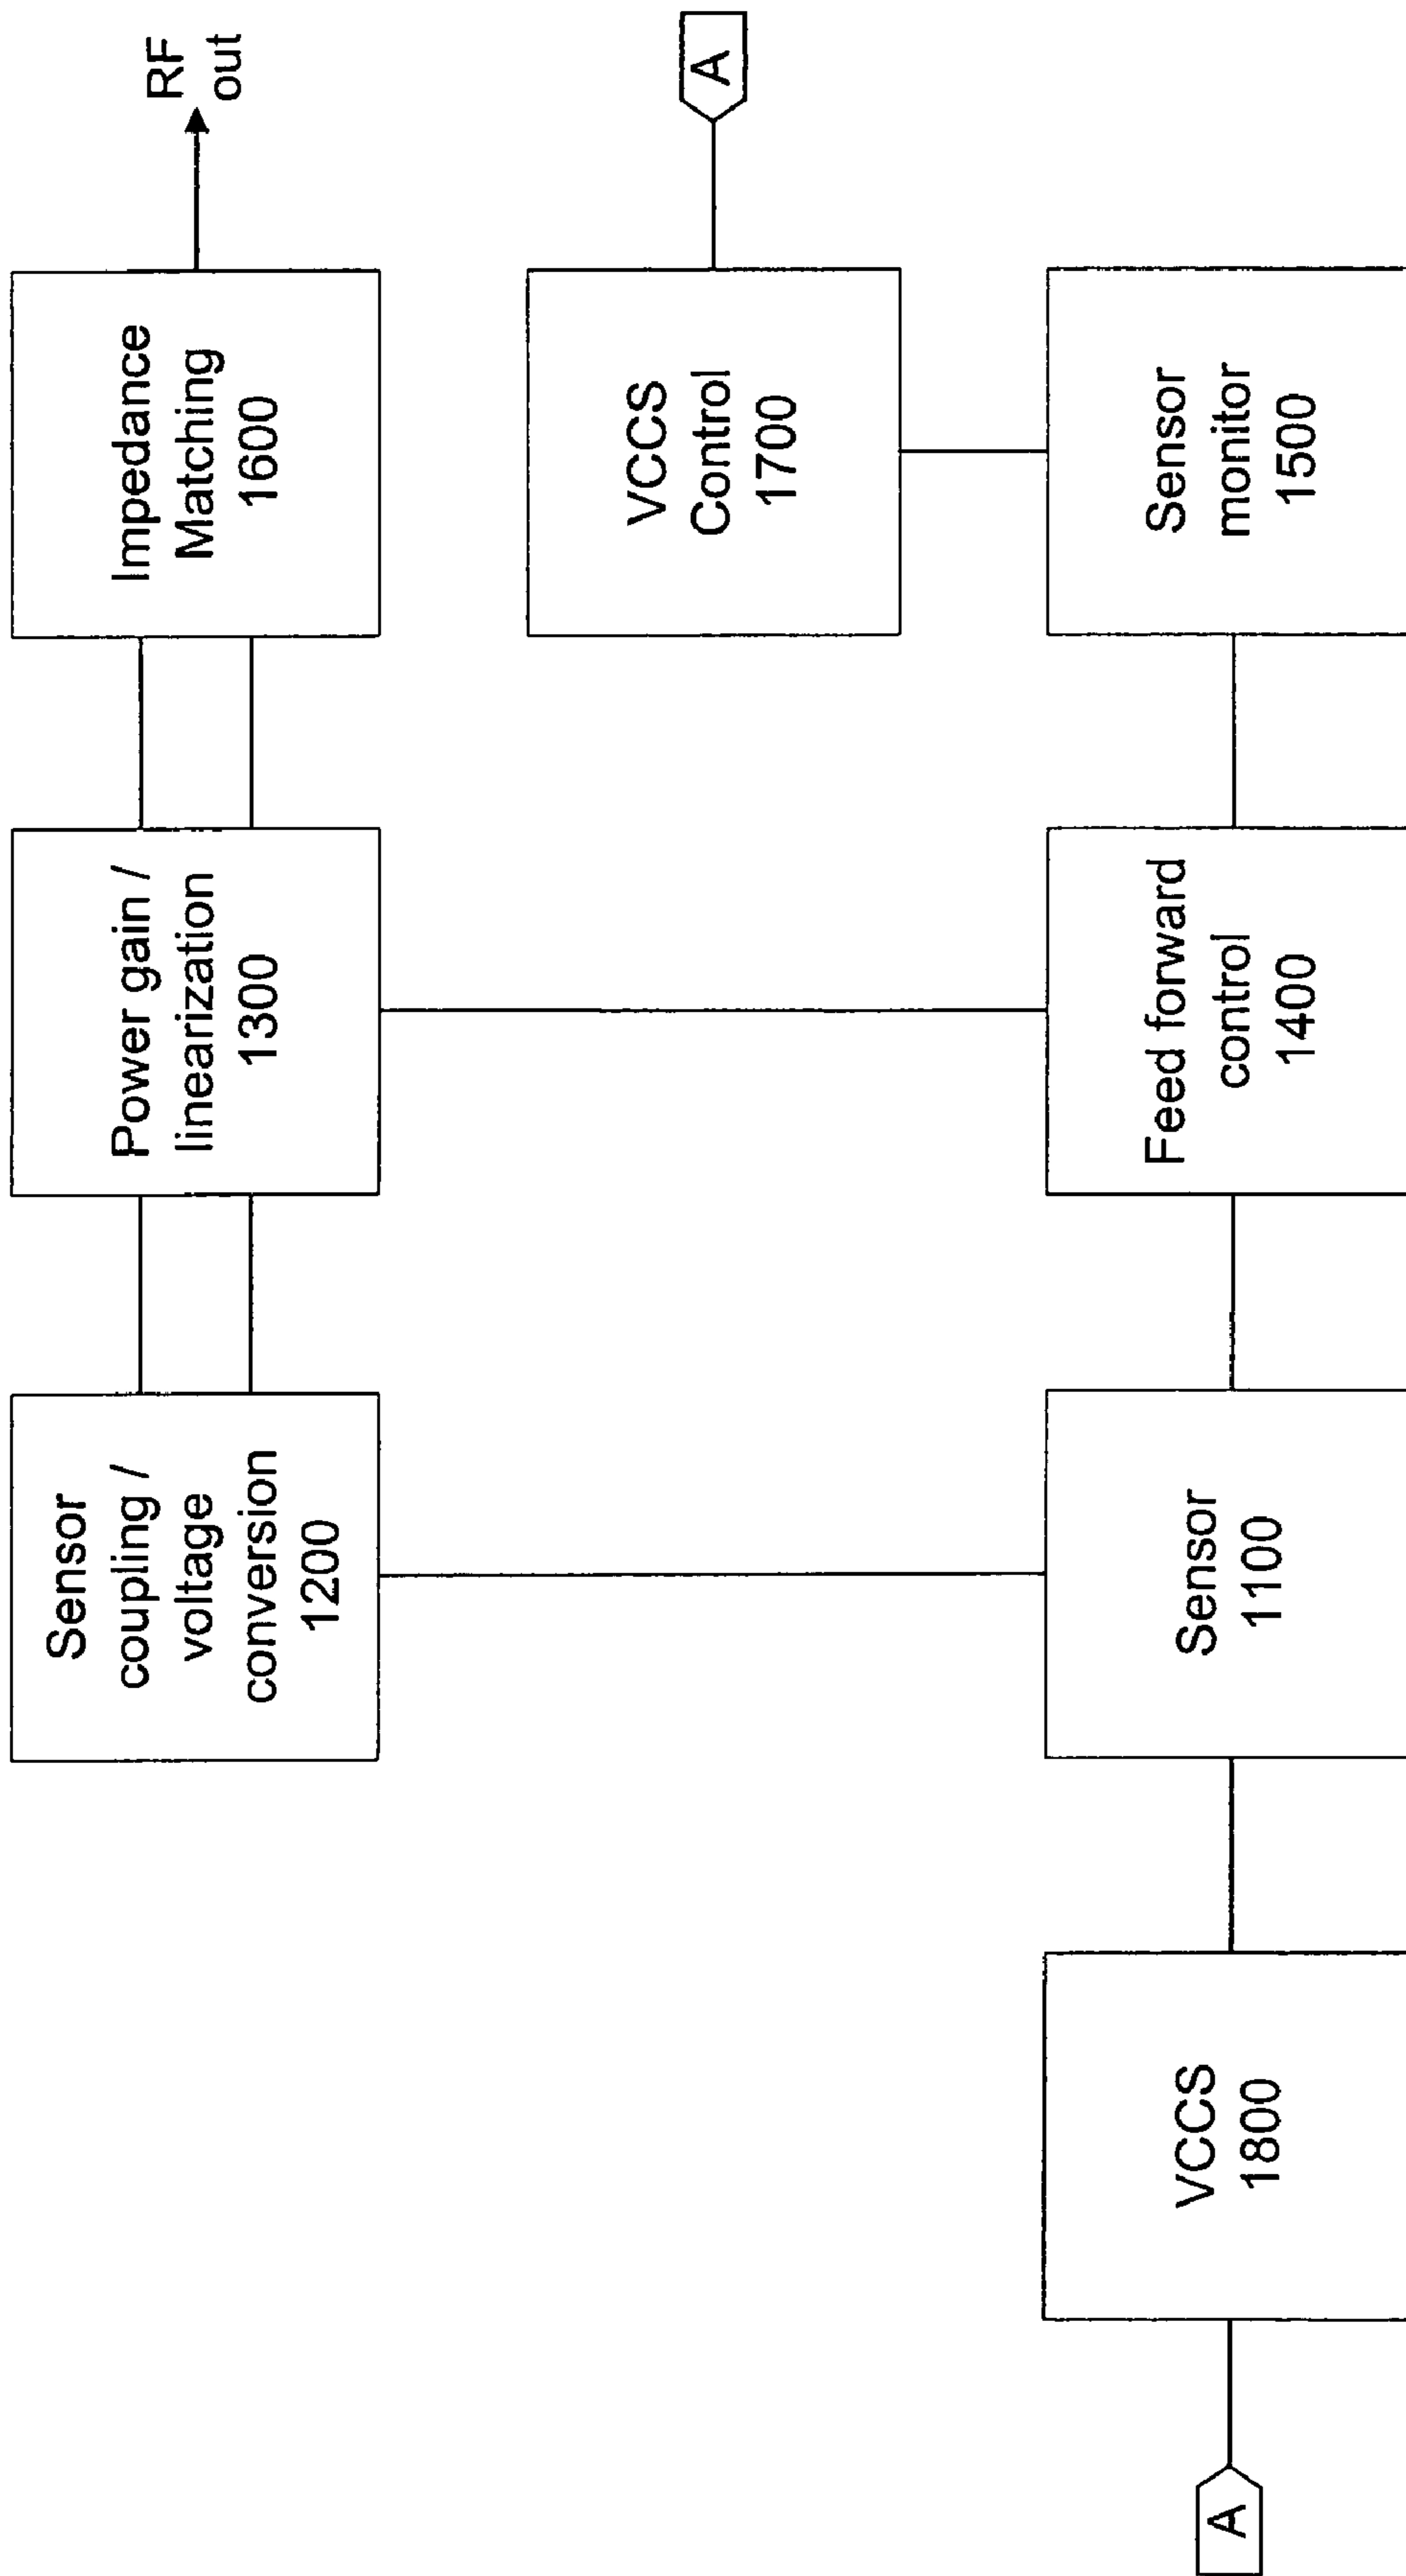 Sensor
coupling /
voltage
conversion
1200
Power gain /
linearization
1300
Impedance
Matching
1600
RF
out
VCCS
Control
1700
A
A
VCCS
1800
Sensor
1100
Feed forward
control
1400
Sensor
monitor
1500